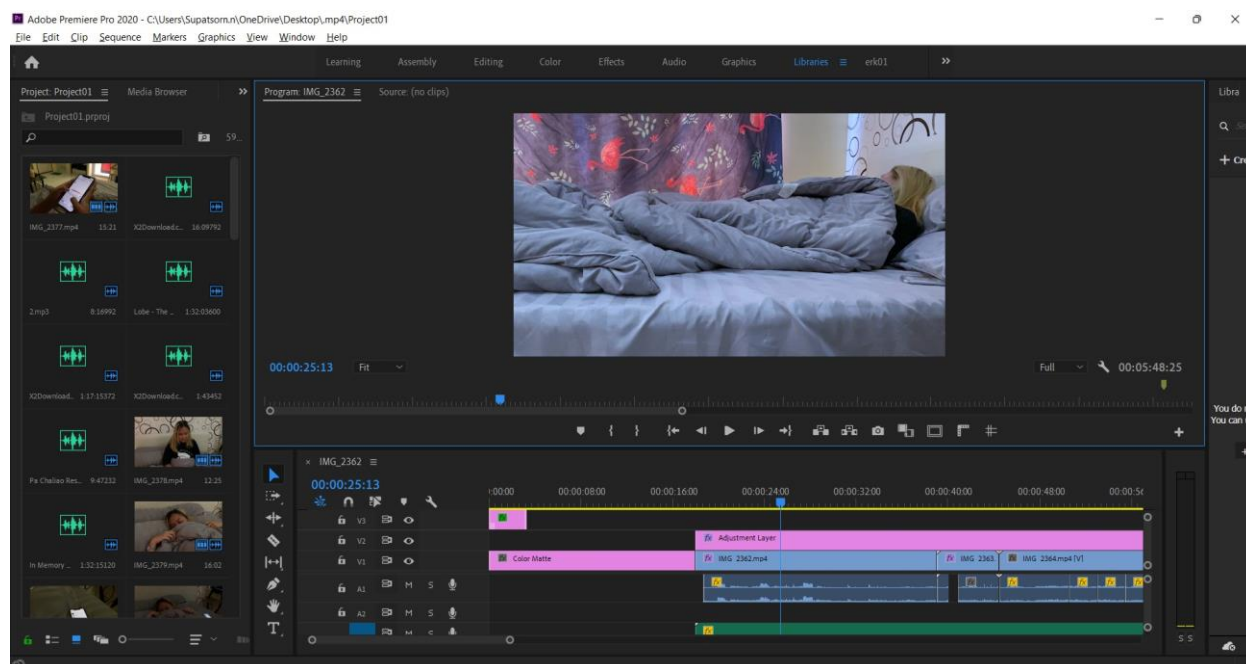 Adobe Premiere Pro 2020 - C:\Users\Supatsorn.n\OneDrive\Desktop\,mp4\Project01
File Edit Clip Sequence Markers Graphics View Window Help
Learning Assembly Editing Color Effects Audio Graphics Libraries erk01
Project: Project01 Media Browser
Program: IMG_2362 Source: (no clips)
Libra
Project01.prproj
59...
+ Cre
IMG_2377.mp4 15:21 X2Download.c... 16:09792
2.mp3 8:16992 Lobe - The ... 1:32:03600
X2Download... 1:17:15372 X2Download.c... 1:43452
Pa Chaliao Res... 9:47232 IMG_2378.mp4 12:25
In Memory ... 1:32:15120 IMG_2379.mp4 16:02
00:00:25:13 Fit Full 00:05:48:25
You do
You can
IMG_2362
00:00:25:13
:00:00 00:00:08:00 00:00:16:00 00:00:24:00 00:00:32:00 00:00:40:00 00:00:48:00 00:00:56
V3
V2 fx Adjustment Layer
V1 Color Matte fx IMG_2362.mp4 fx IMG_2363. IMG_2364.mp4 [V]
A1 M S
A2 M S
S S